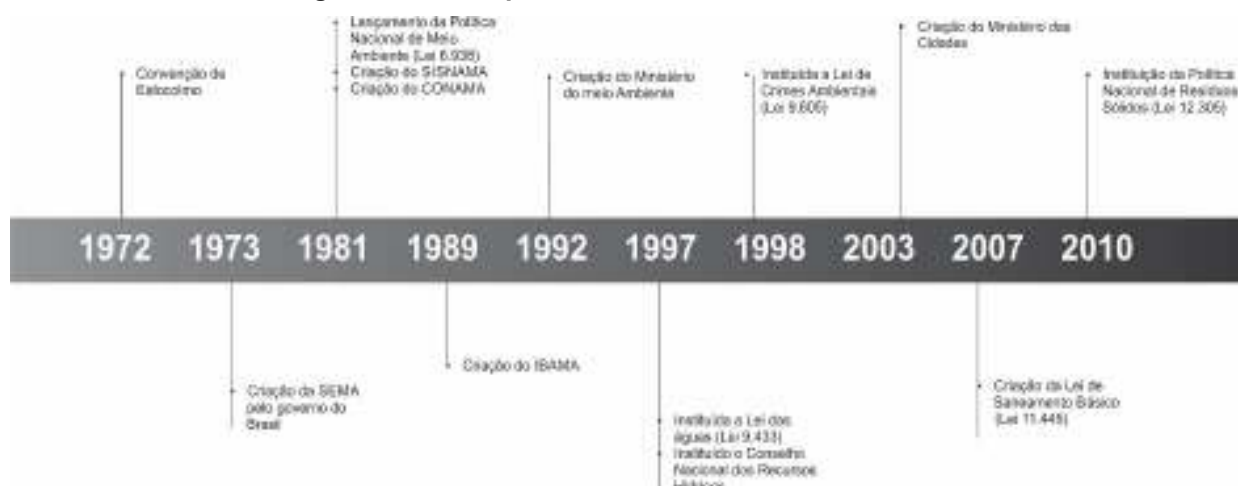 Lançamento da Política
Nacional de Meio
Ambiente (Lei 6.938)
Criação do SISNAMA
Criação do CONAMA
Convenção de
Estocolmo
Criação do Ministério
do meio Ambiente
Instituída a Lei de
Crimes Ambientais
(Lei 9.605)
Criação do Ministério das
Cidades
Instituição da Política
Nacional de Resíduos
Sólidos (Lei 12.305)
1972 1973 1981 1989 1992 1997 1998 2003 2007 2010
Criação da SEMA
pelo governo do
Brasil
Criação do IBAMA
Instituída a Lei das
águas (Lei 9.433)
Instituído o Conselho
Nacional dos Recursos
Hídricos
Criação da Lei de
Saneamento Básico
(Lei 11.445)